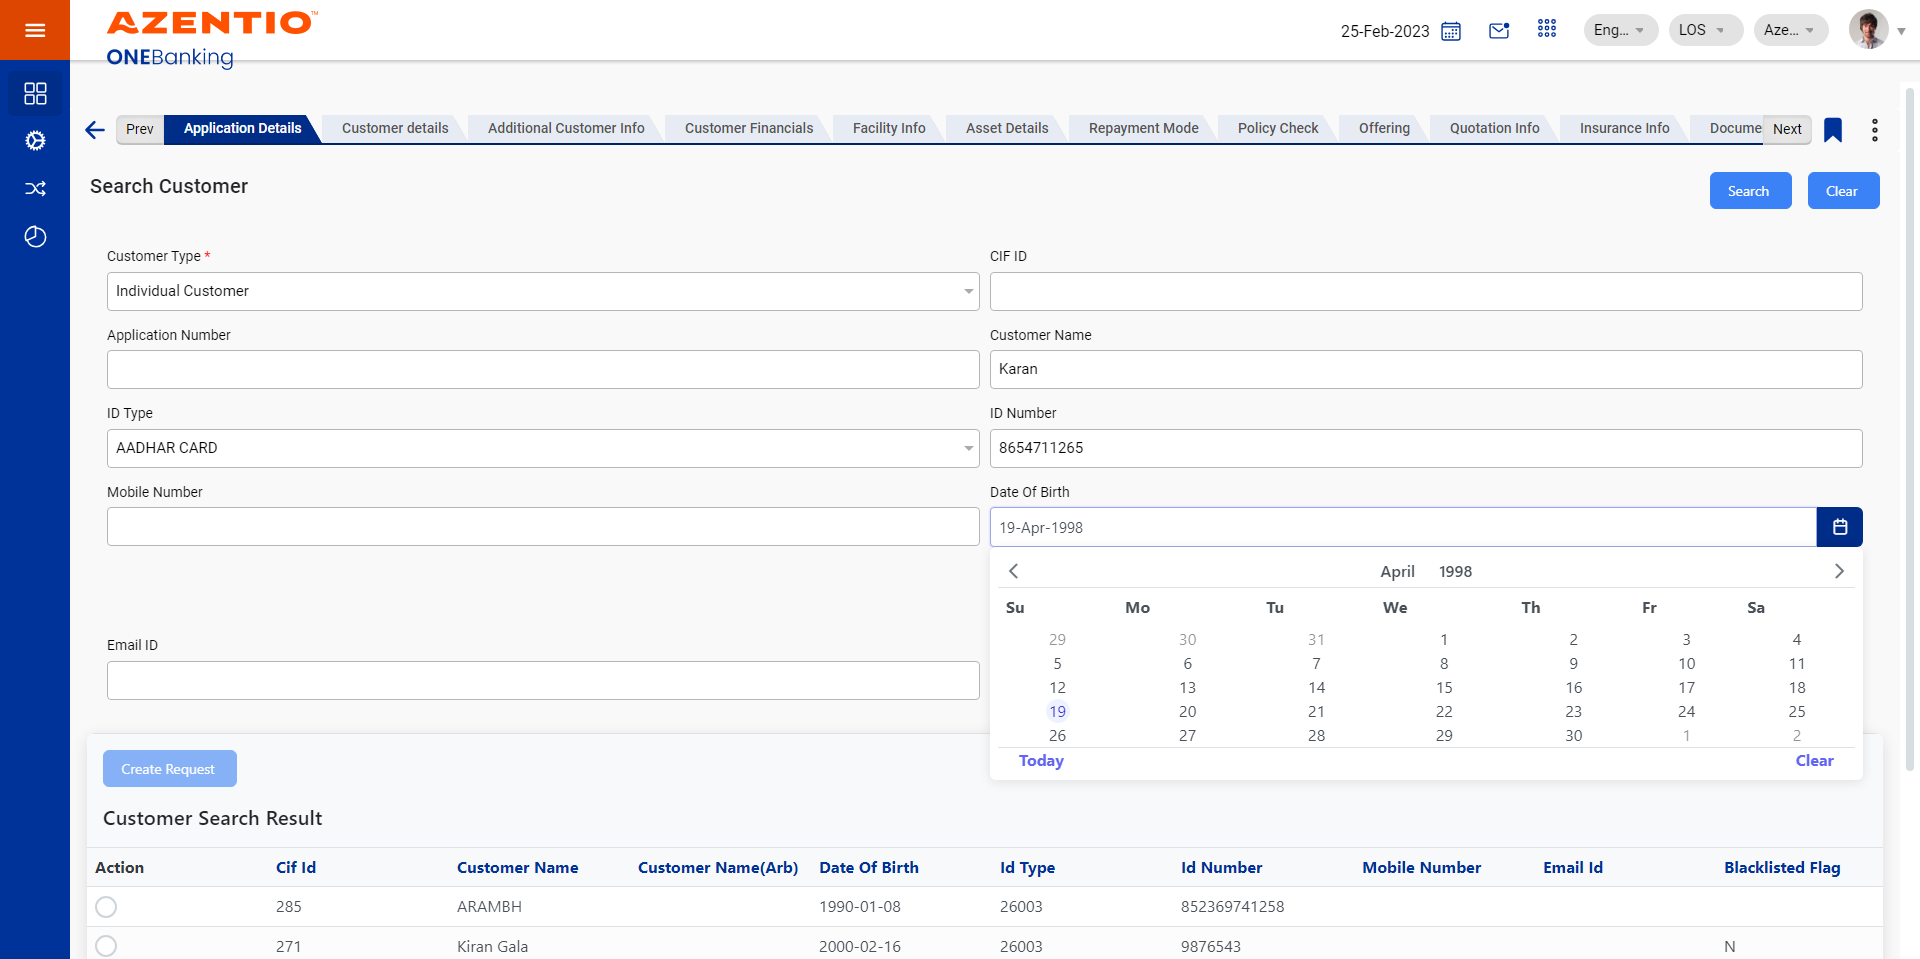 AZENTIO™
ONEBanking
25-Feb-2023
Eng...
LOS
Aze...
Prev
Application Details
Customer details
Additional Customer Info
Customer Financials
Facility Info
Asset Details
Repayment Mode
Policy Check
Offering
Quotation Info
Insurance Info
Docume
Next
Search Customer
Search
Clear
Customer Type *
CIF ID
Individual Customer
Application Number
Customer Name
Karan
ID Type
ID Number
AADHAR CARD
8654711265
Mobile Number
Date Of Birth
19-Apr-1998
April 1998
Su Mo Tu We Th Fr Sa
29 30 31 1 2 3 4
5 6 7 8 9 10 11
12 13 14 15 16 17 18
19 20 21 22 23 24 25
26 27 28 29 30 1 2
Today
Clear
Email ID
Create Request
Customer Search Result
Action Cif Id Customer Name Customer Name(Arb) Date Of Birth Id Type Id Number Mobile Number Email Id Blacklisted Flag
285 ARAMBH 1990-01-08 26003 852369741258
271 Kiran Gala 2000-02-16 26003 9876543 N